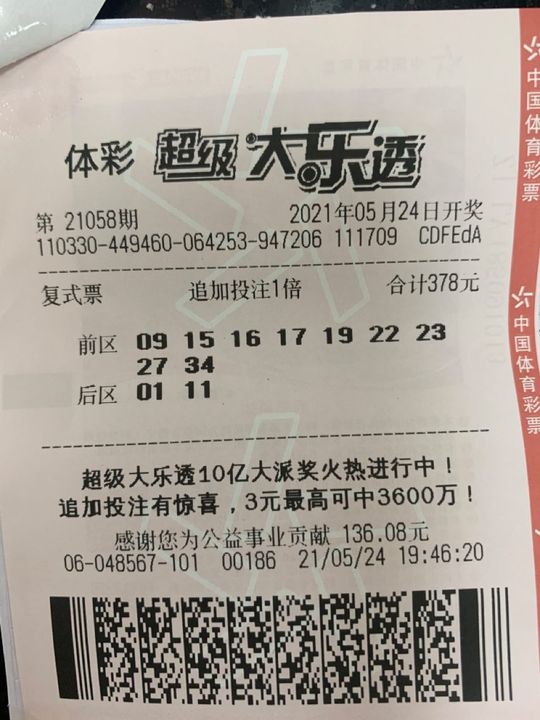 体彩 超级大乐透
第 21058期 2021年05月24日开奖
110330-449460-064253-947206 111709 CDFEdA
复式票 追加投注1倍 合计378元
前区 09 15 16 17 19 22 23
27 34
后区 01 11
超级大乐透10亿大派奖火热进行中！
追加投注有惊喜，3元最高可中3600万！
感谢您为公益事业贡献 136.08元
06-048567-101 00186 21/05/24 19:46:20
中国体育彩票
中国体育彩票